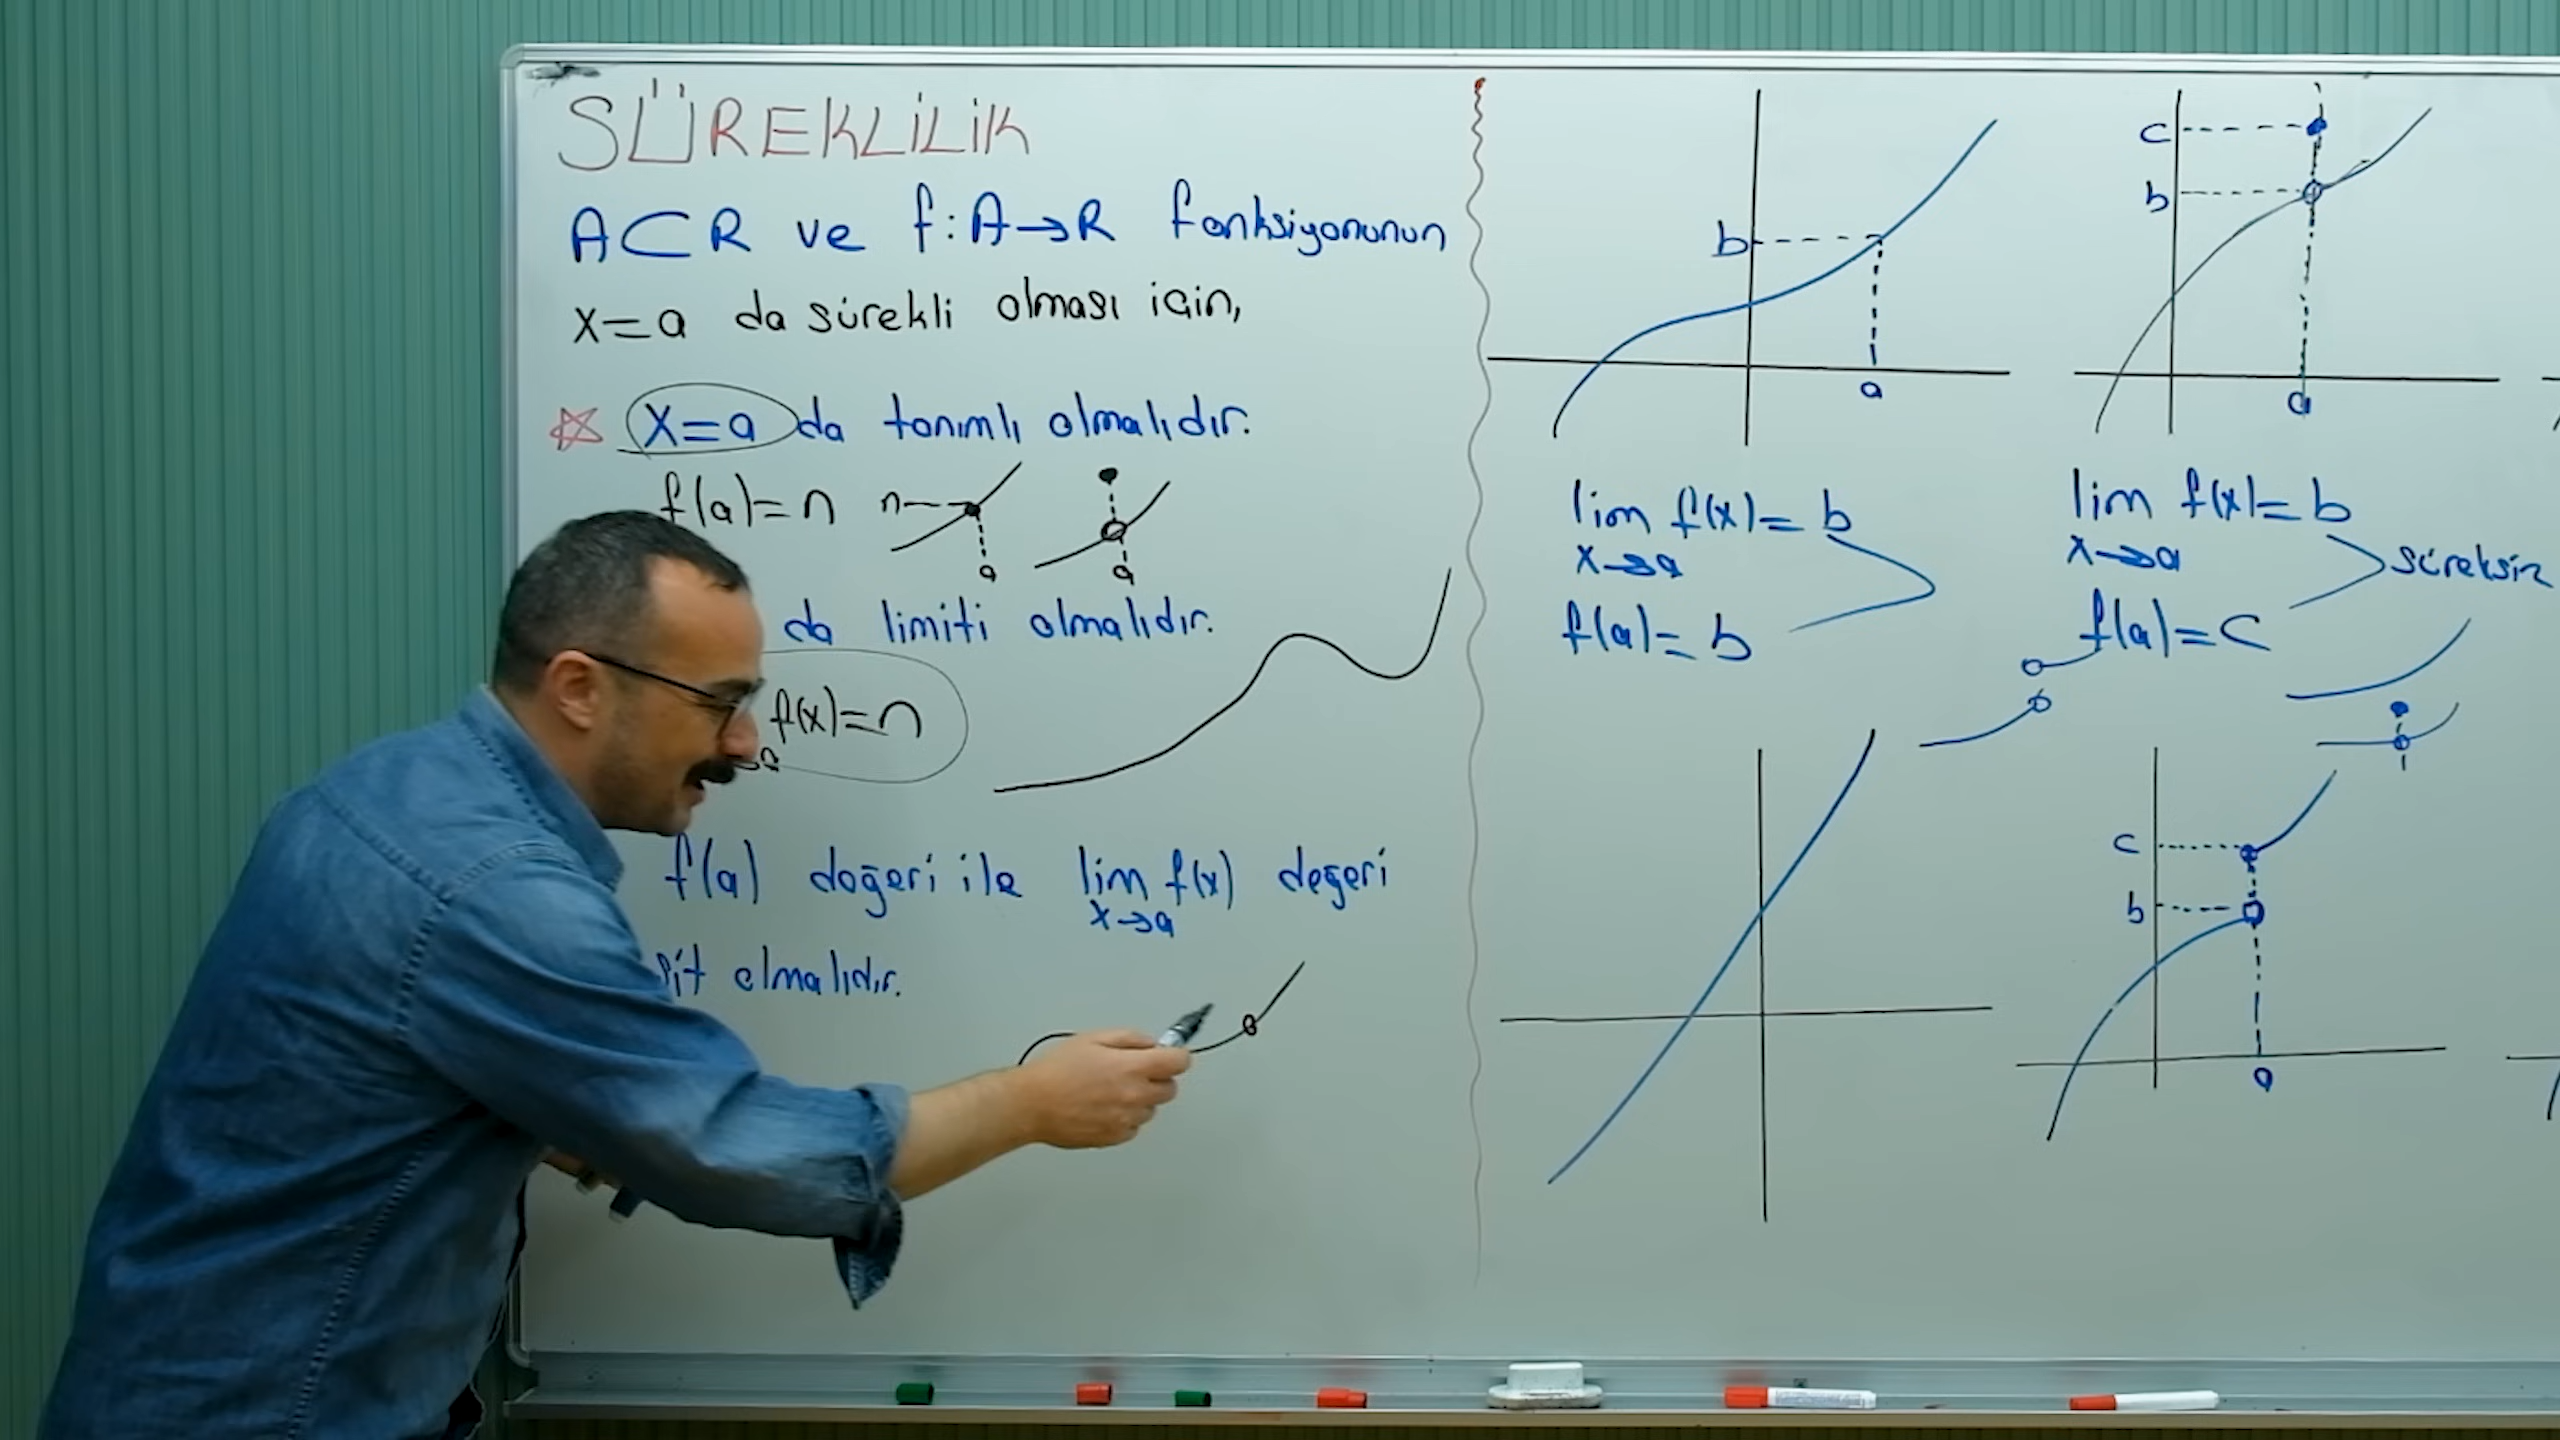 SÜREKLİLİK
A⊂R ve f:A→R fonksiyonunun
x=a da sürekli olması için,
x=a da tanımlı olmalıdır.
f(a)=n
n
a
a
da limiti olmalıdır.
f(x)=n
a
f(a) değeri ile lim f(x) değeri
x→a
şit olmalıdır.
b
a
lim f(x)=b
x→a
f(a)=b
c
b
a
lim f(x)=b
x→a
süreksiz
f(a)=c
c
b
a